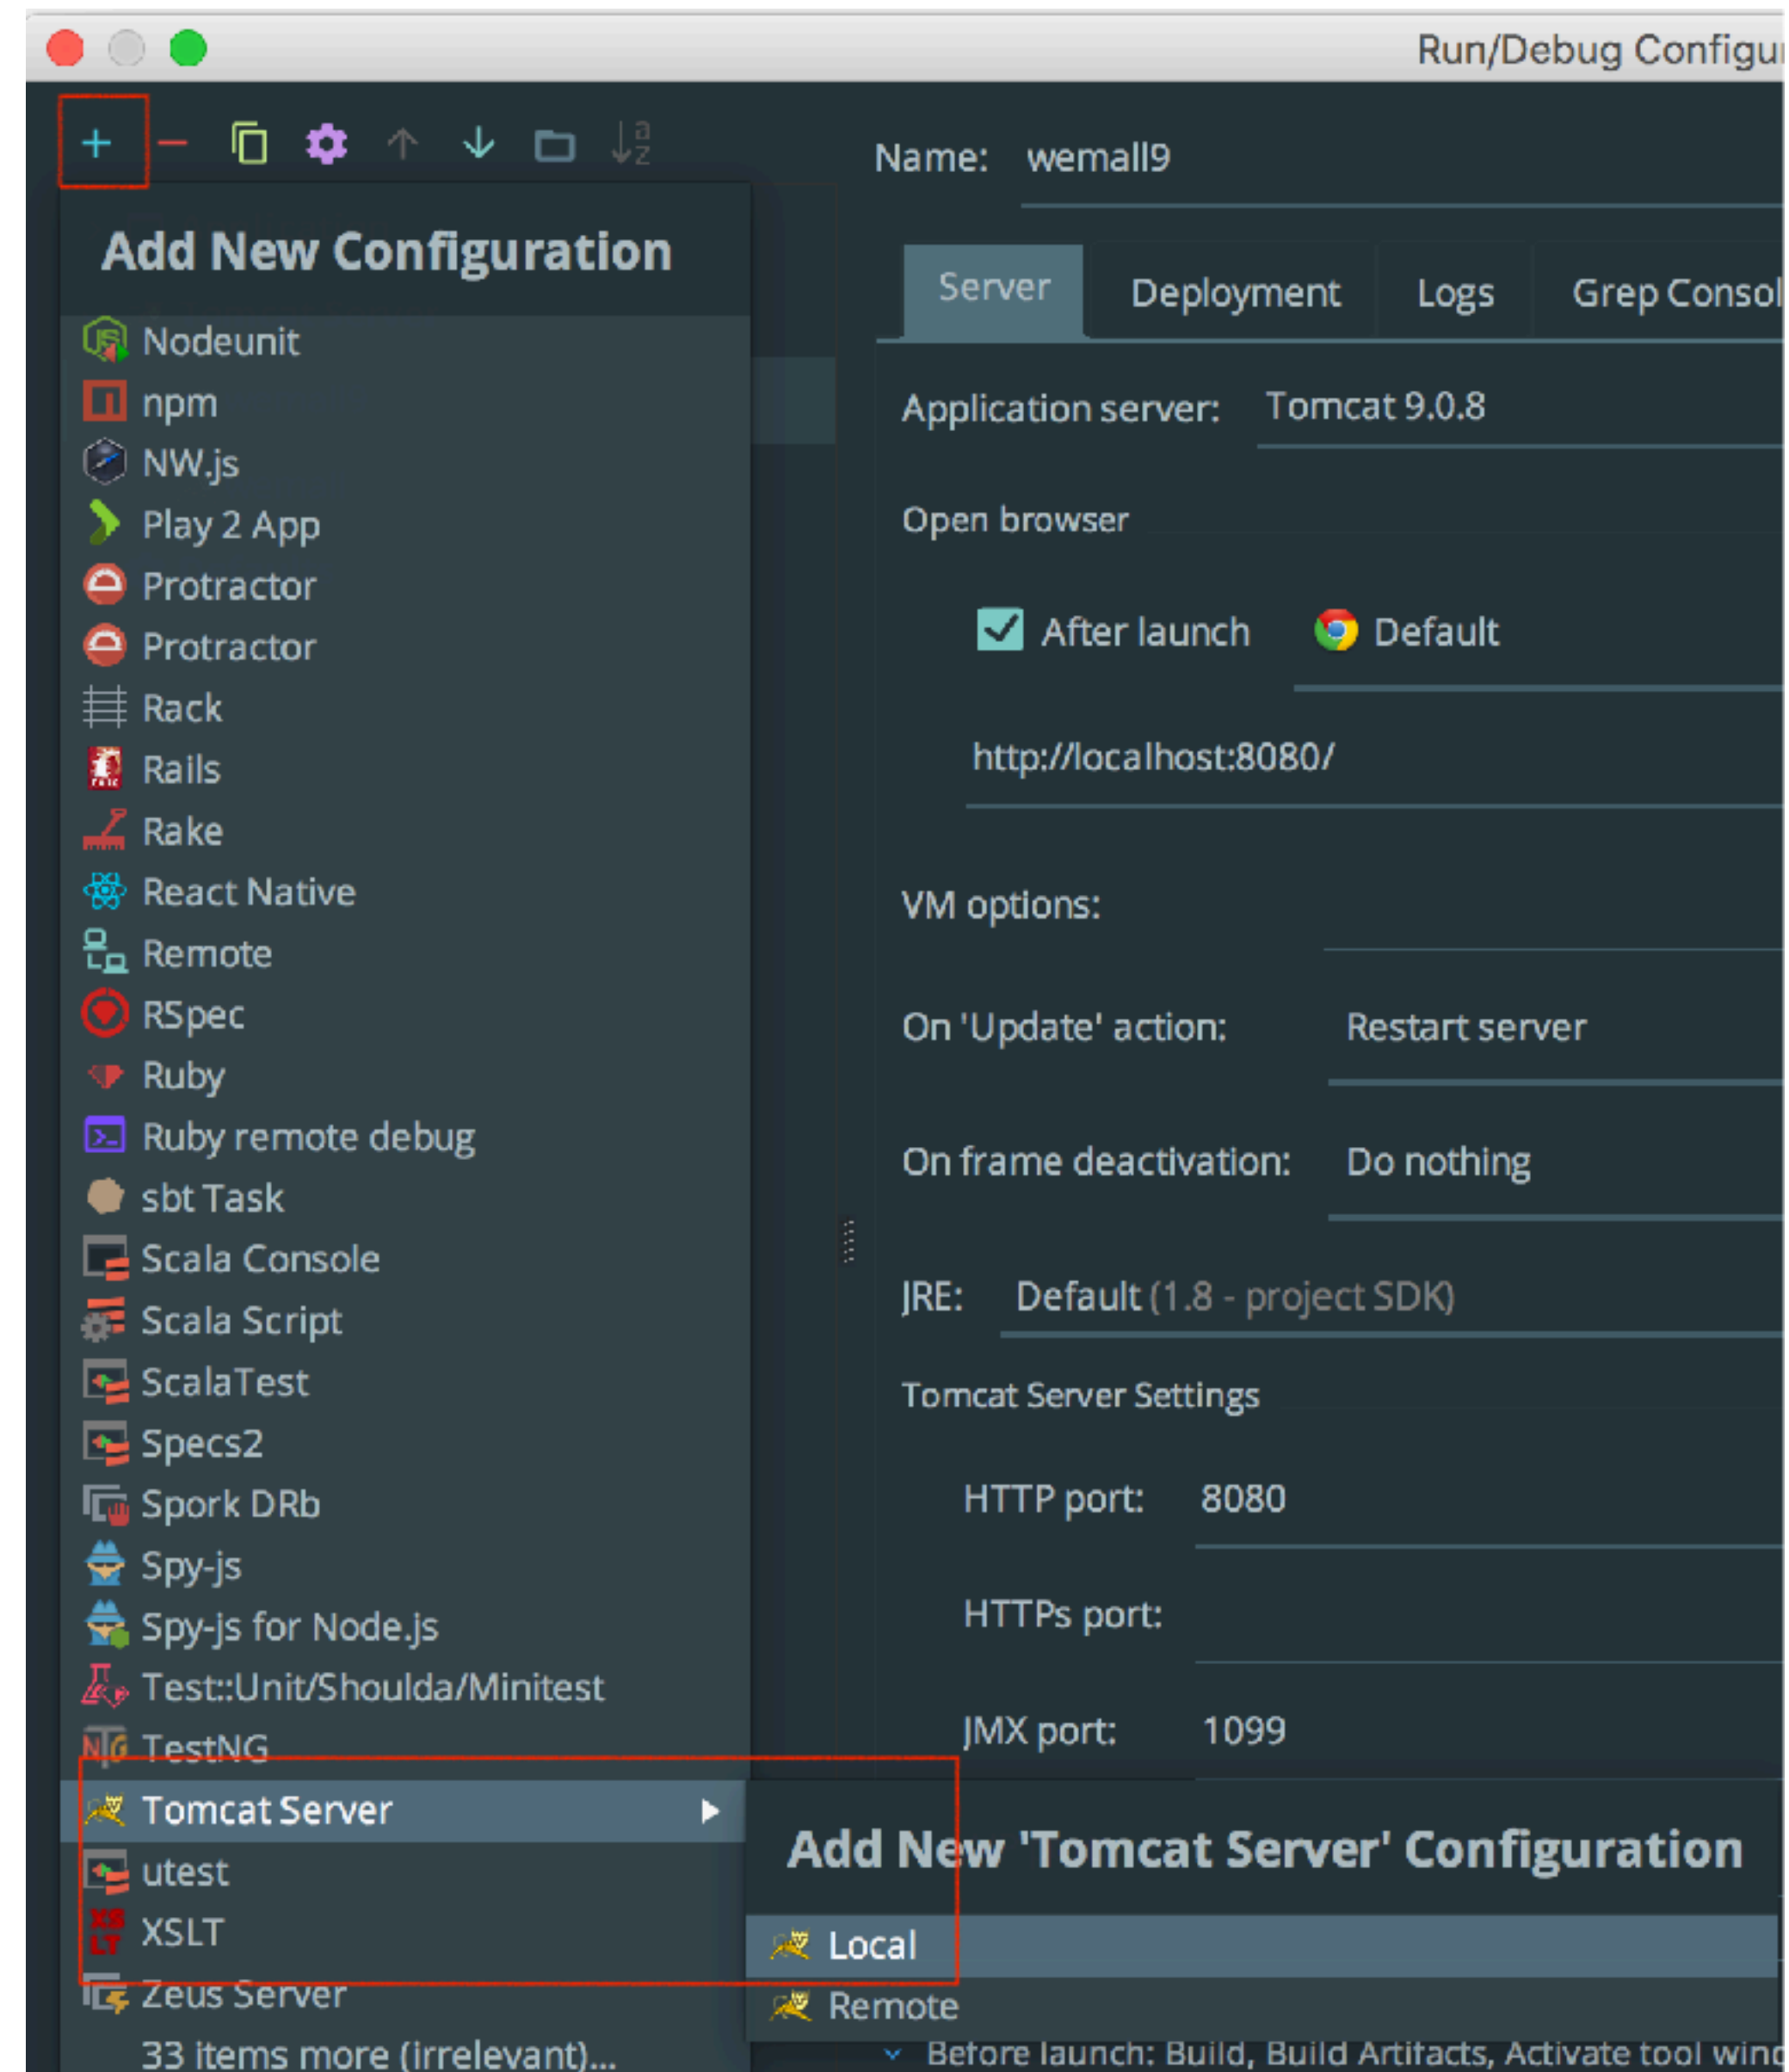 Run/Debug Configu
Add New Configuration
Nodeunit
npm
NW.js
Play 2 App
Protractor
Protractor
Rack
Rails
Rake
React Native
Remote
RSpec
Ruby
Ruby remote debug
sbt Task
Scala Console
Scala Script
ScalaTest
Specs2
Spork DRb
Spy-js
Spy-js for Node.js
Test::Unit/Shoulda/Minitest
TestNG
Tomcat Server
utest
XSLT
Zeus Server
33 items more (irrelevant)...
Name: wemall9
Server Deployment Logs Grep Consol
Application server: Tomcat 9.0.8
Open browser
After launch Default
http://localhost:8080/
VM options:
On 'Update' action: Restart server
On frame deactivation: Do nothing
JRE: Default (1.8 - project SDK)
Tomcat Server Settings
HTTP port: 8080
HTTPs port:
JMX port: 1099
Add New 'Tomcat Server' Configuration
Local
Remote
Before launch: Build, Build Artifacts, Activate tool wind